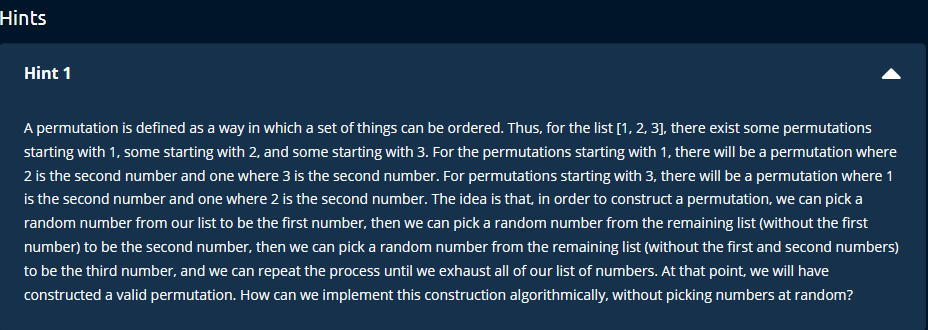 Hints
Hint 1
A permutation is defined as a way in which a set of things can be ordered. Thus, for the list [1, 2, 3], there exist some permutations
starting with 1, some starting with 2, and some starting with 3. For the permutations starting with 1, there will be a permutation where
2 is the second number and one where 3 is the second number. For permutations starting with 3, there will be a permutation where 1
is the second number and one where 2 is the second number. The idea is that, in order to construct a permutation, we can pick a
random number from our list to be the first number, then we can pick a random number from the remaining list (without the first
number) to be the second number, then we can pick a random number from the remaining list (without the first and second numbers)
to be the third number, and we can repeat the process until we exhaust all of our list of numbers. At that point, we will have
constructed a valid permutation. How can we implement this construction algorithmically, without picking numbers at random?